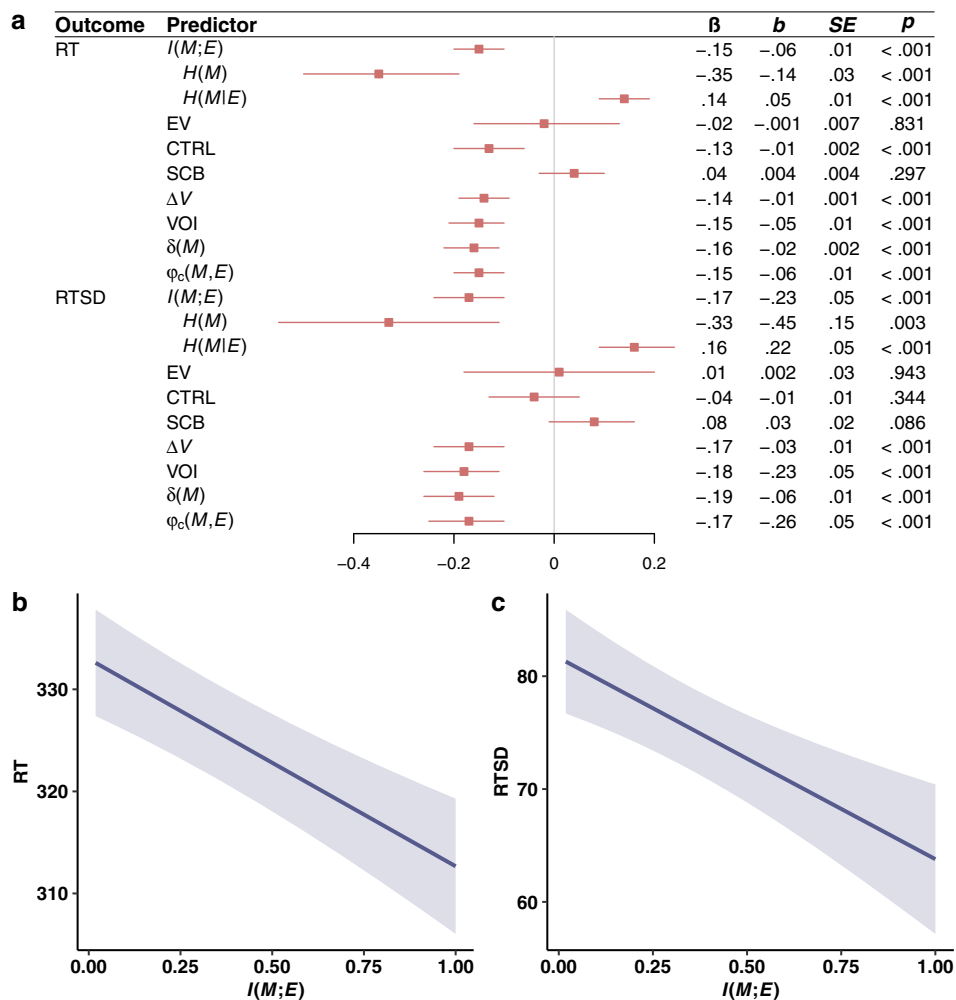 a
Outcome Predictor ß b SE p
RT I(M;E) −.15 −.06 .01 < .001
H(M) −.35 −.14 .03 < .001
H(M|E) .14 .05 .01 < .001
EV −.02 −.001 .007 .831
CTRL −.13 −.01 .002 < .001
SCB .04 .004 .004 .297
ΔV −.14 −.01 .001 < .001
VOI −.15 −.05 .01 < .001
δ(M) −.16 −.02 .002 < .001
φc(M,E) −.15 −.06 .01 < .001
RTSD I(M;E) −.17 −.23 .05 < .001
H(M) −.33 −.45 .15 .003
H(M|E) .16 .22 .05 < .001
EV .01 .002 .03 .943
CTRL −.04 −.01 .01 .344
SCB .08 .03 .02 .086
ΔV −.17 −.03 .01 < .001
VOI −.18 −.23 .05 < .001
δ(M) −.19 −.06 .01 < .001
φc(M,E) −.17 −.26 .05 < .001
−0.4 −0.2 0 0.2
b
RT
330
320
310
0.00 0.25 0.50 0.75 1.00
I(M;E)
c
RTSD
80
70
60
0.00 0.25 0.50 0.75 1.00
I(M;E)